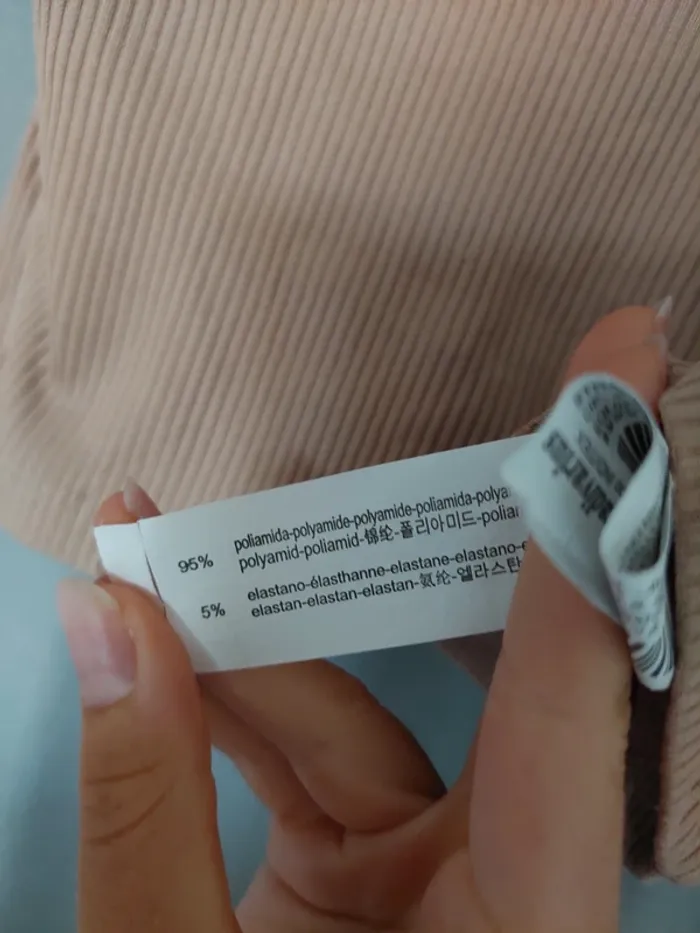 95%
poliamida-polyamide-polyamide-poliamida-polya
polyamid-poliamid-锦纶-폴리아미드-poliar
5%
elastano-élasthanne-elastane-elastano-e
elastan-elastan-elastan-氨纶-엘라스탄